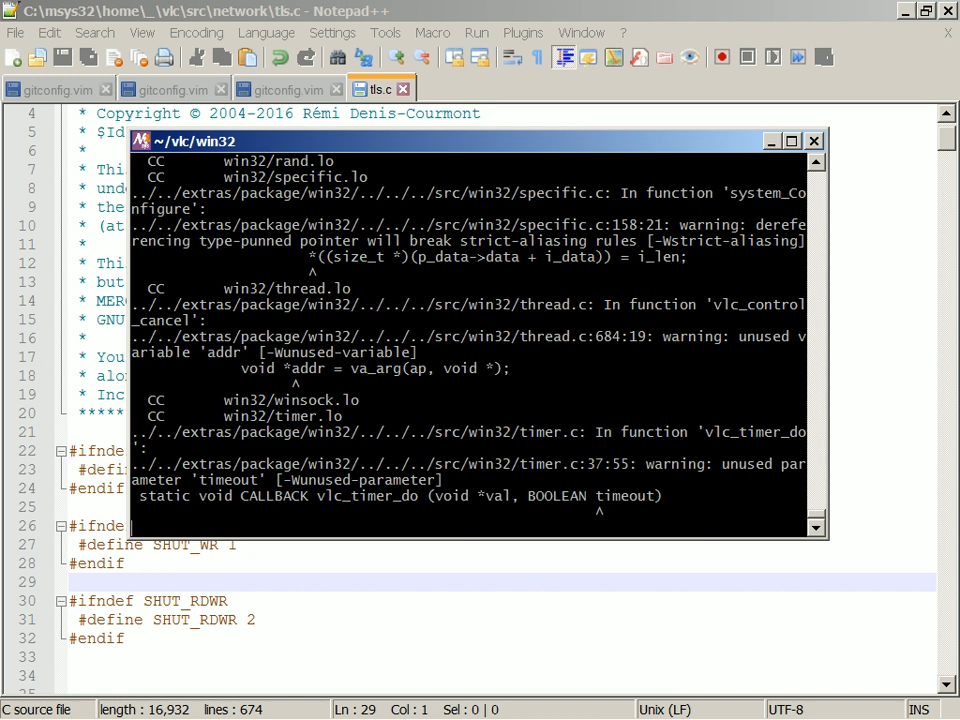 C:\msys32\home\_\vlc\src\network\tls.c - Notepad++
File Edit Search View Encoding Language Settings Tools Macro Run Plugins Window ? X
gitconfig.vim gitconfig.vim gitconfig.vim tls.c
4 * Copyright © 2004-2016 Rémi Denis-Courmont
5 * $Id
6 *
7 * Thi
8 * und
9 * the
10 * (at
11 *
12 * Thi
13 * but
14 * MER
15 * GNU
16 *
17 * You
18 * alo
19 * Inc
20 *****
21
22 #ifnde
23 #defi
24 #endif
25
26 #ifnde
27 #define SHUT_WR 1
28 #endif
29
30 #ifndef SHUT_RDWR
31 #define SHUT_RDWR 2
32 #endif
33
34
35
~/vlc/win32
CC win32/rand.lo
CC win32/specific.lo
../../extras/package/win32/../../../src/win32/specific.c: In function 'system_Co
nfigure':
../../extras/package/win32/../../../src/win32/specific.c:158:21: warning: derefe
rencing type-punned pointer will break strict-aliasing rules [-Wstrict-aliasing]
*((size_t *)(p_data->data + i_data)) = i_len;
^
CC win32/thread.lo
../../extras/package/win32/../../../src/win32/thread.c: In function 'vlc_control
_cancel':
../../extras/package/win32/../../../src/win32/thread.c:684:19: warning: unused v
ariable 'addr' [-Wunused-variable]
void *addr = va_arg(ap, void *);
^
CC win32/winsock.lo
CC win32/timer.lo
../../extras/package/win32/../../../src/win32/timer.c: In function 'vlc_timer_do
':
../../extras/package/win32/../../../src/win32/timer.c:37:55: warning: unused par
ameter 'timeout' [-Wunused-parameter]
static void CALLBACK vlc_timer_do (void *val, BOOLEAN timeout)
^
C source file length : 16,932 lines : 674 Ln : 29 Col : 1 Sel : 0 | 0 Unix (LF) UTF-8 INS